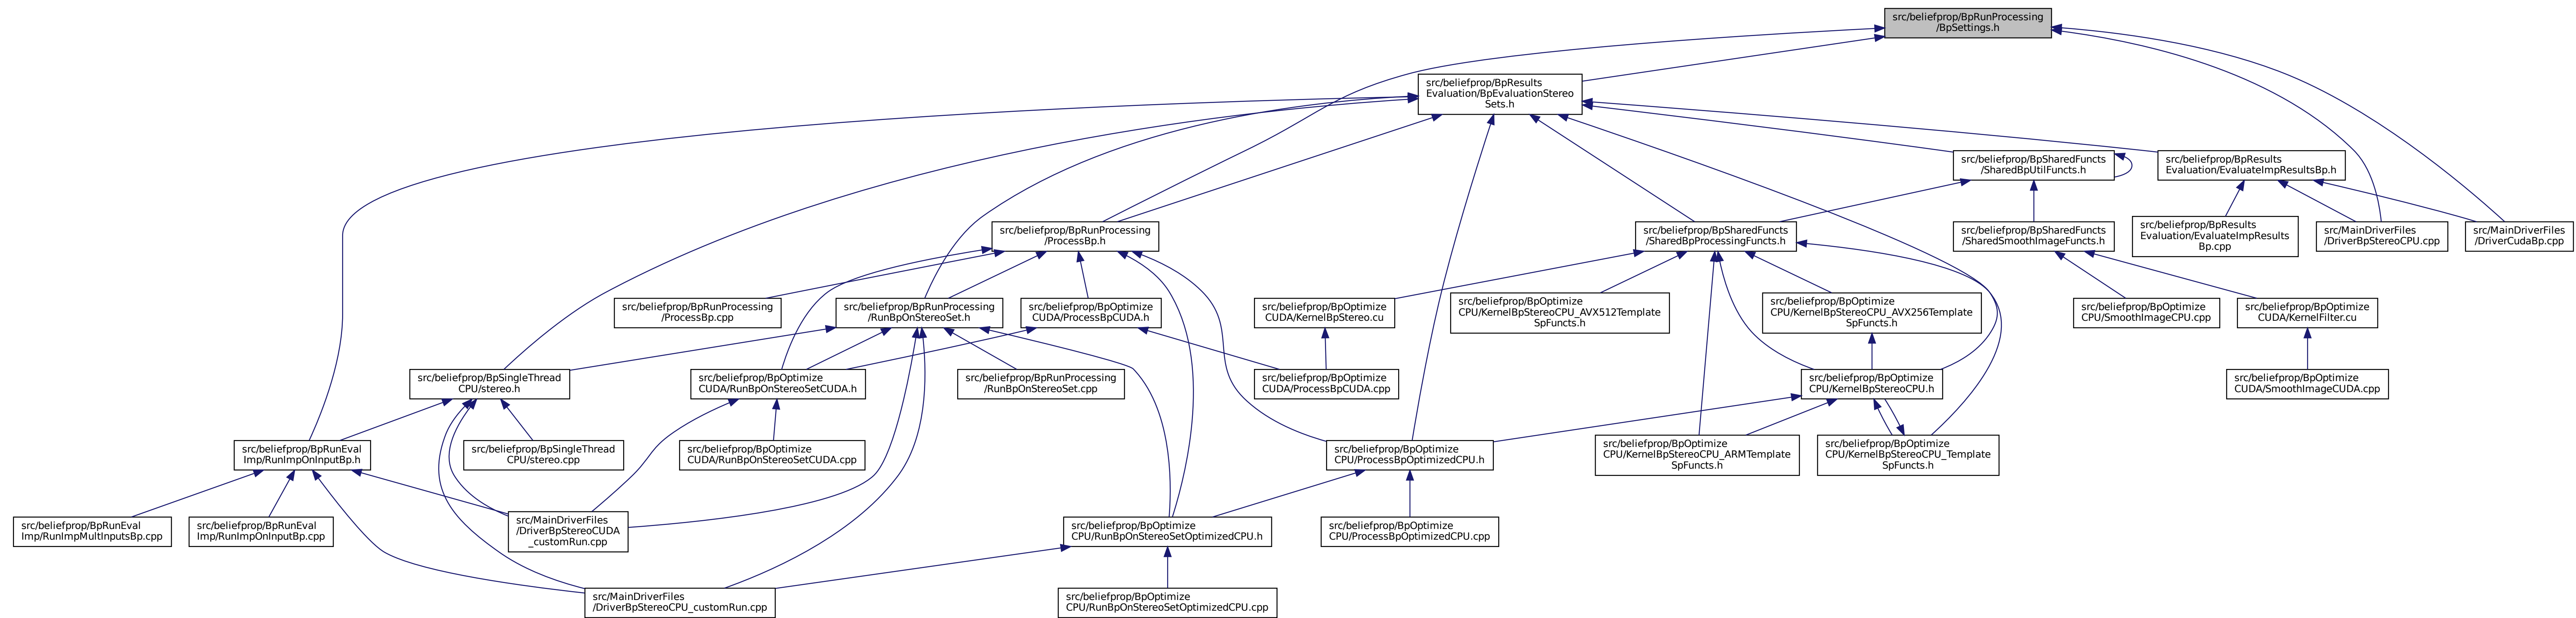 src/beliefprop/BpRunProcessing
/BpSettings.h
src/beliefprop/BpResults
Evaluation/BpEvaluationStereo
Sets.h
src/beliefprop/BpSharedFuncts
/SharedBpUtilFuncts.h
src/beliefprop/BpResults
Evaluation/EvaluateImpResultsBp.h
src/beliefprop/BpRunProcessing
/ProcessBp.h
src/beliefprop/BpSharedFuncts
/SharedBpProcessingFuncts.h
src/beliefprop/BpSharedFuncts
/SharedSmoothImageFuncts.h
src/beliefprop/BpResults
Evaluation/EvaluateImpResults
Bp.cpp
src/MainDriverFiles
/DriverBpStereoCPU.cpp
src/MainDriverFiles
/DriverCudaBp.cpp
src/beliefprop/BpRunProcessing
/ProcessBp.cpp
src/beliefprop/BpRunProcessing
/RunBpOnStereoSet.h
src/beliefprop/BpOptimize
CUDA/ProcessBpCUDA.h
src/beliefprop/BpOptimize
CUDA/KernelBpStereo.cu
src/beliefprop/BpOptimize
CPU/KernelBpStereoCPU_AVX512Template
SpFuncts.h
src/beliefprop/BpOptimize
CPU/KernelBpStereoCPU_AVX256Template
SpFuncts.h
src/beliefprop/BpOptimize
CPU/SmoothImageCPU.cpp
src/beliefprop/BpOptimize
CUDA/KernelFilter.cu
src/beliefprop/BpSingleThread
CPU/stereo.h
src/beliefprop/BpOptimize
CUDA/RunBpOnStereoSetCUDA.h
src/beliefprop/BpRunProcessing
/RunBpOnStereoSet.cpp
src/beliefprop/BpOptimize
CUDA/ProcessBpCUDA.cpp
src/beliefprop/BpOptimize
CPU/KernelBpStereoCPU.h
src/beliefprop/BpOptimize
CUDA/SmoothImageCUDA.cpp
src/beliefprop/BpRunEval
Imp/RunImpOnInputBp.h
src/beliefprop/BpSingleThread
CPU/stereo.cpp
src/beliefprop/BpOptimize
CUDA/RunBpOnStereoSetCUDA.cpp
src/beliefprop/BpOptimize
CPU/ProcessBpOptimizedCPU.h
src/beliefprop/BpOptimize
CPU/KernelBpStereoCPU_ARMTemplate
SpFuncts.h
src/beliefprop/BpOptimize
CPU/KernelBpStereoCPU_Template
SpFuncts.h
src/beliefprop/BpRunEval
Imp/RunImpMultInputsBp.cpp
src/beliefprop/BpRunEval
Imp/RunImpOnInputBp.cpp
src/MainDriverFiles
/DriverBpStereoCUDA
_customRun.cpp
src/beliefprop/BpOptimize
CPU/RunBpOnStereoSetOptimizedCPU.h
src/beliefprop/BpOptimize
CPU/ProcessBpOptimizedCPU.cpp
src/MainDriverFiles
/DriverBpStereoCPU_customRun.cpp
src/beliefprop/BpOptimize
CPU/RunBpOnStereoSetOptimizedCPU.cpp